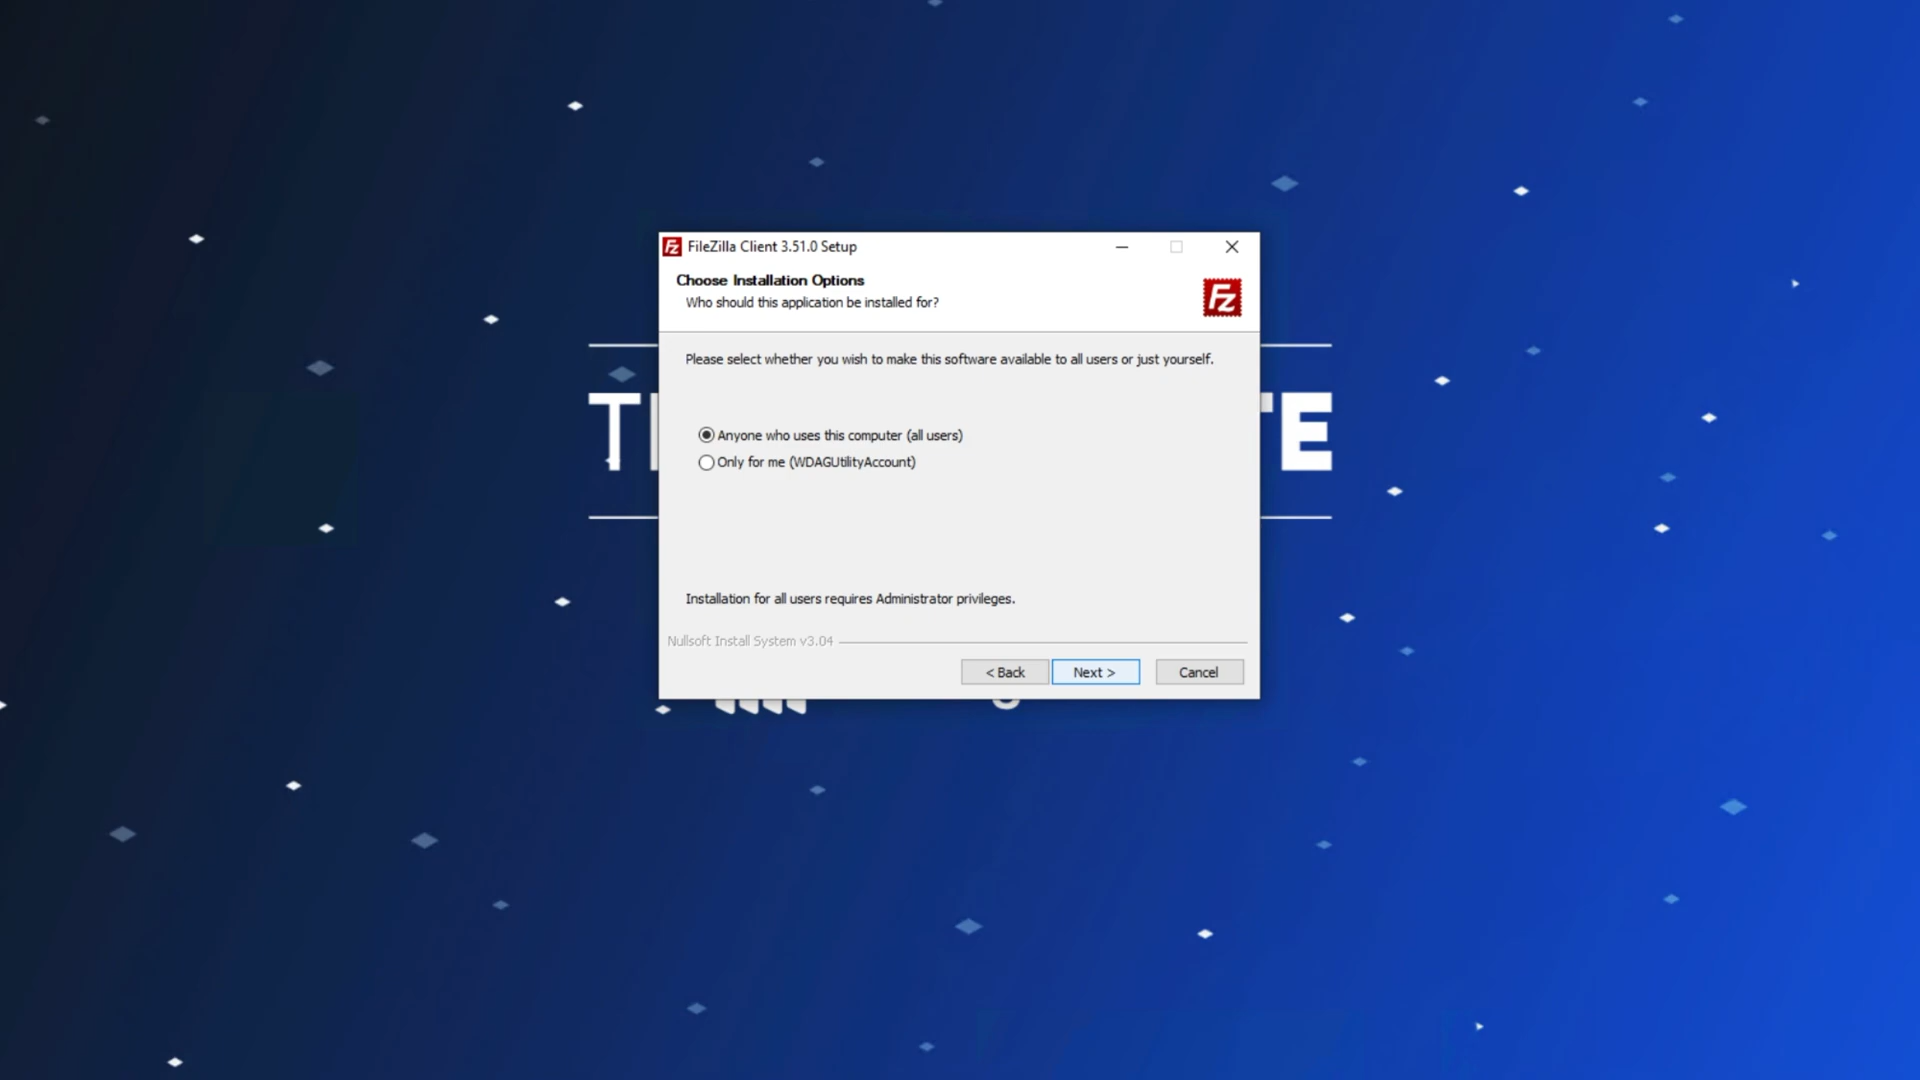 FileZilla Client 3.51.0 Setup
Choose Installation Options
Who should this application be installed for?
Fz
Please select whether you wish to make this software available to all users or just yourself.
Anyone who uses this computer (all users)
Only for me (WDAGUtilityAccount)
Installation for all users requires Administrator privileges.
Nullsoft Install System v3.04
< Back
Next >
Cancel